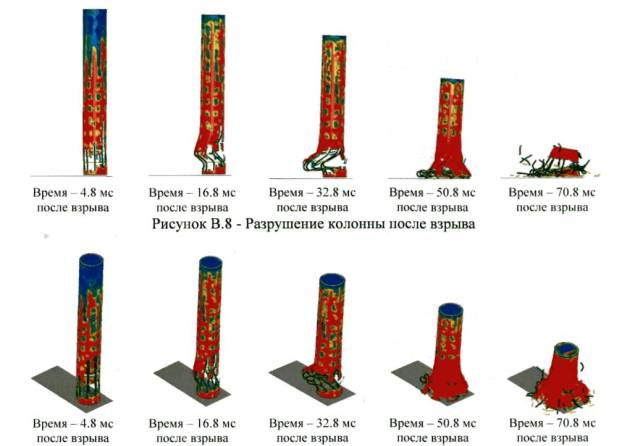 Время – 4.8 мс после взрыва
Время – 16.8 мс после взрыва
Время – 32.8 мс после взрыва
Время – 50.8 мс после взрыва
Время – 70.8 мс после взрыва
Рисунок В.8 - Разрушение колонны после взрыва
Время – 4.8 мс после взрыва
Время – 16.8 мс после взрыва
Время – 32.8 мс после взрыва
Время – 50.8 мс после взрыва
Время – 70.8 мс после взрыва